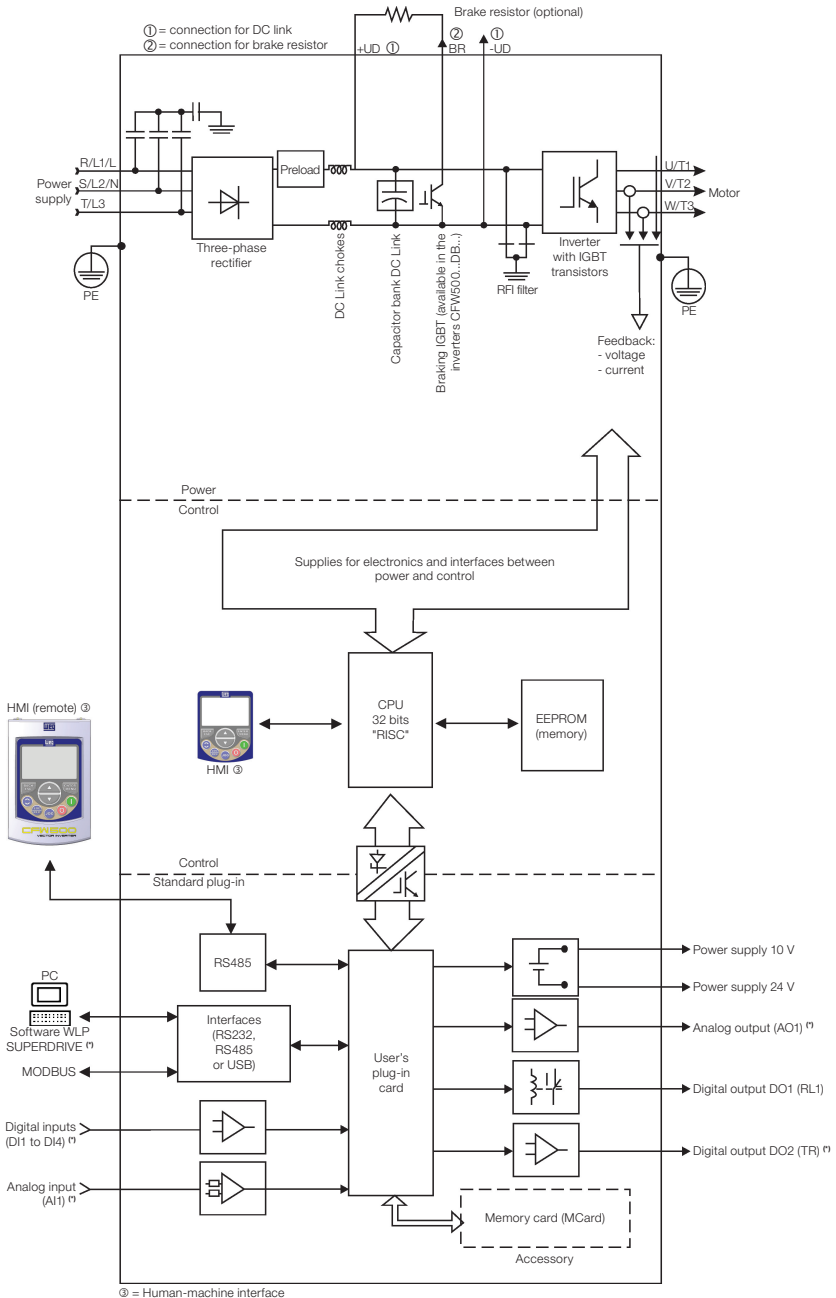 Brake resistor (optional)
① = connection for DC link
② = connection for brake resistor
+UD ①
②
BR
①
-UD
R/L1/L
Power supply
S/L2/N
T/L3
PE
Three-phase
rectifier
Preload
DC Link chokes
Capacitor bank DC Link
Braking IGBT (available in the
inverters CFW500...DB...)
RFI filter
Inverter
with IGBT
transistors
U/T1
V/T2
W/T3
Motor
PE
Feedback:
- voltage
- current
Power
Control
Supplies for electronics and interfaces between
power and control
CPU
32 bits
"RISC"
EEPROM
(memory)
HMI ③
HMI (remote) ③
CFW500
VECTOR INVERTER
Control
Standard plug-in
RS485
PC
Software WLP
SUPERDRIVE (*)
MODBUS
Interfaces
(RS232,
RS485
or USB)
Digital inputs
(DI1 to DI4) (*)
Analog input
(AI1) (*)
User's
plug-in
card
Power supply 10 V
Power supply 24 V
Analog output (AO1) (*)
Digital output DO1 (RL1)
Digital output DO2 (TR) (*)
Memory card (MCard)
Accessory
③ = Human-machine interface